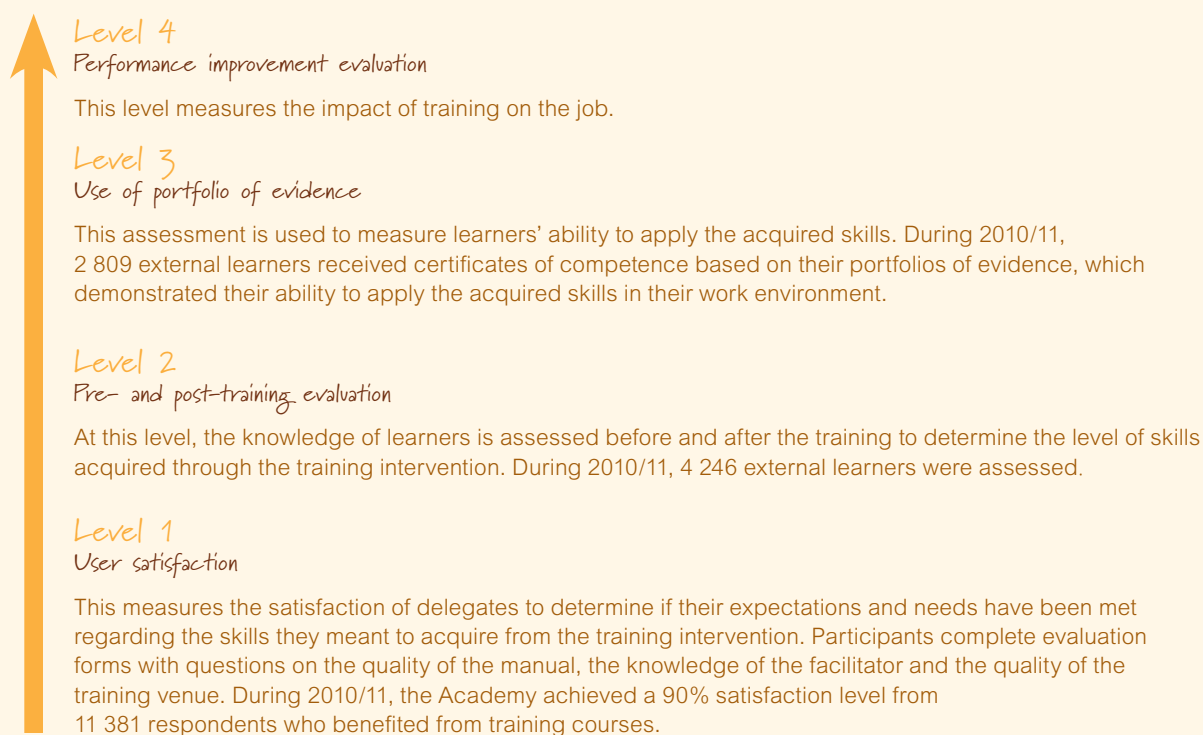 Level 4
Performance improvement evaluation
This level measures the impact of training on the job.
Level 3
Use of portfolio of evidence
This assessment is used to measure learners’ ability to apply the acquired skills. During 2010/11,
2 809 external learners received certificates of competence based on their portfolios of evidence, which
demonstrated their ability to apply the acquired skills in their work environment.
Level 2
Pre- and post-training evaluation
At this level, the knowledge of learners is assessed before and after the training to determine the level of skills
acquired through the training intervention. During 2010/11, 4 246 external learners were assessed.
Level 1
User satisfaction
This measures the satisfaction of delegates to determine if their expectations and needs have been met
regarding the skills they meant to acquire from the training intervention. Participants complete evaluation
forms with questions on the quality of the manual, the knowledge of the facilitator and the quality of the
training venue. During 2010/11, the Academy achieved a 90% satisfaction level from
11 381 respondents who benefited from training courses.